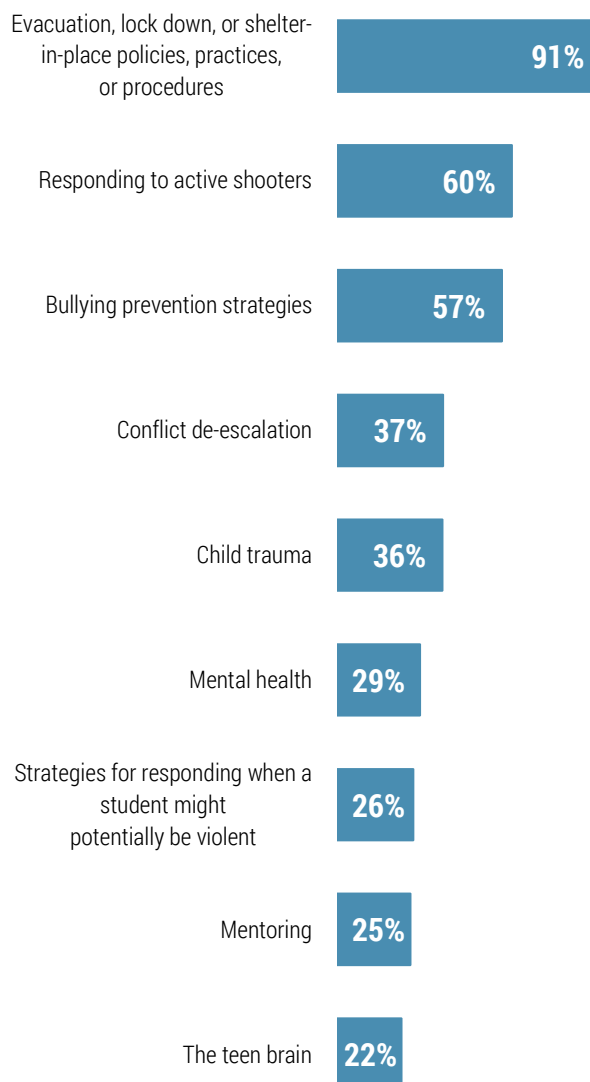 Evacuation, lock down, or shelter-
in-place policies, practices,
or procedures
91%
Responding to active shooters
60%
Bullying prevention strategies
57%
Conflict de-escalation
37%
Child trauma
36%
Mental health
29%
Strategies for responding when a
student might
potentially be violent
26%
Mentoring
25%
The teen brain
22%